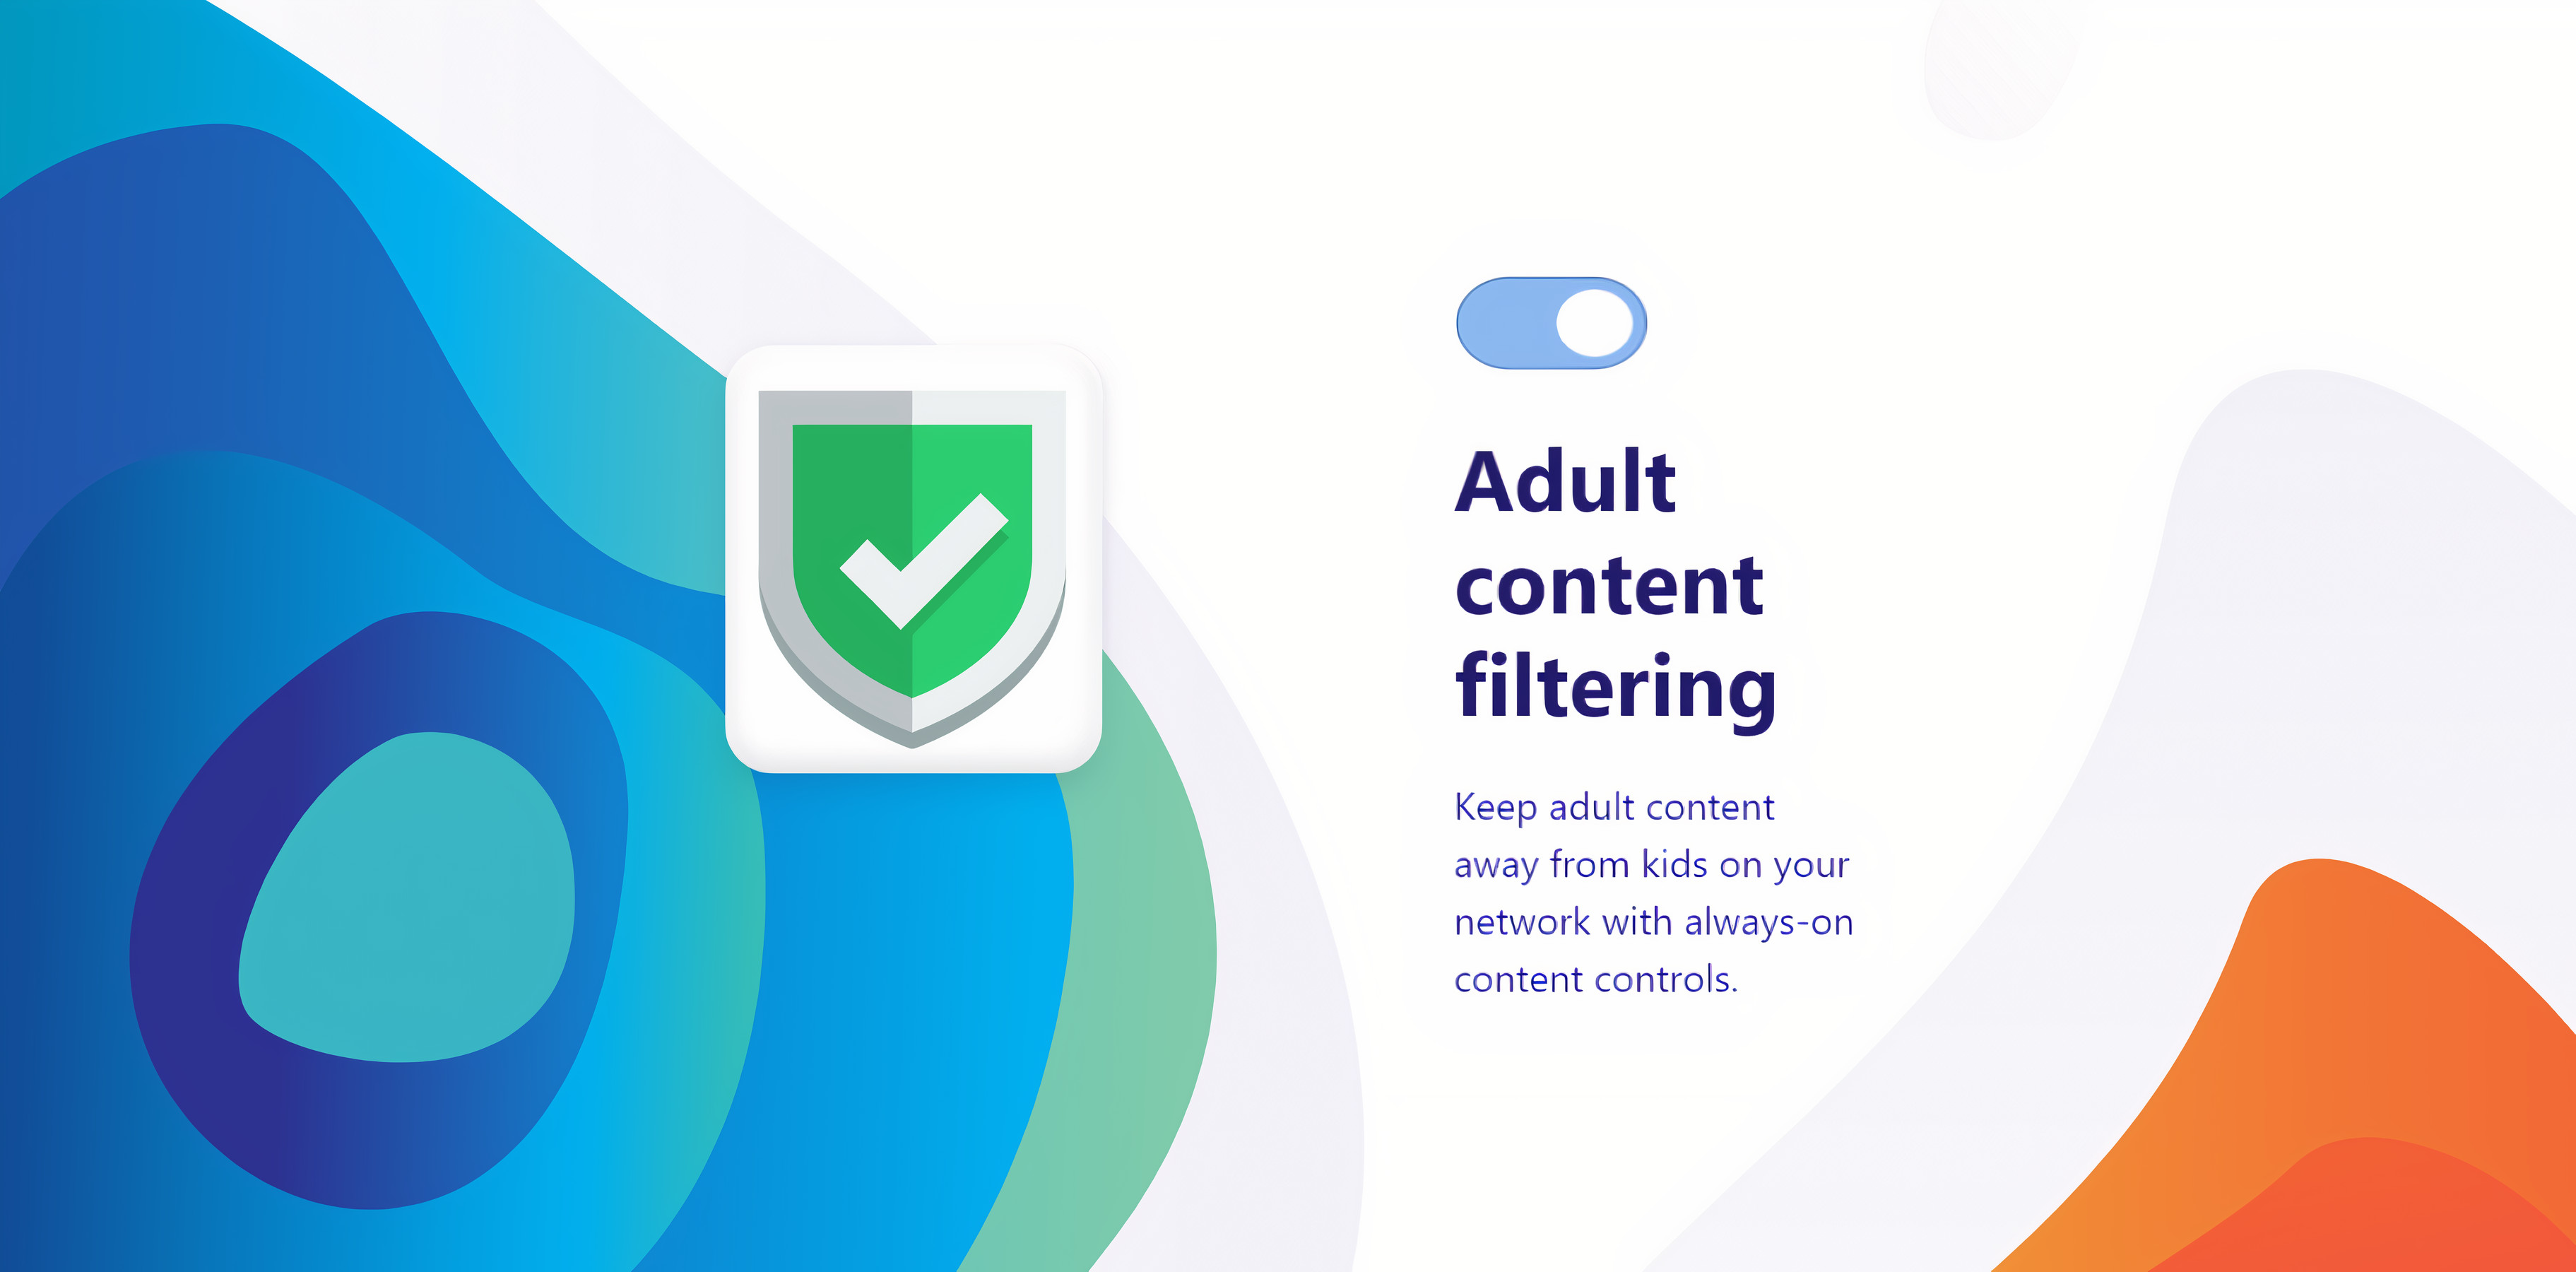 Adult
content
filtering
Keep adult content
away from kids on your
network with always-on
content controls.